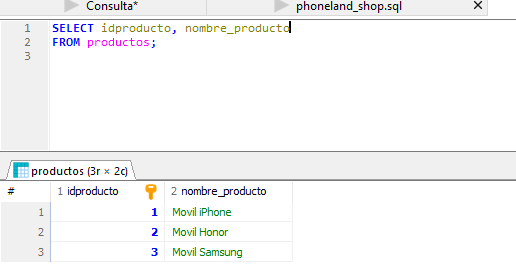 Consulta* phoneland_shop.sql
1 SELECT idproducto, nombre_producto
2 FROM productos;
3
productos (3r × 2c)
# 1 idproducto 2 nombre_producto
1 1 Movil iPhone
2 2 Movil Honor
3 3 Movil Samsung